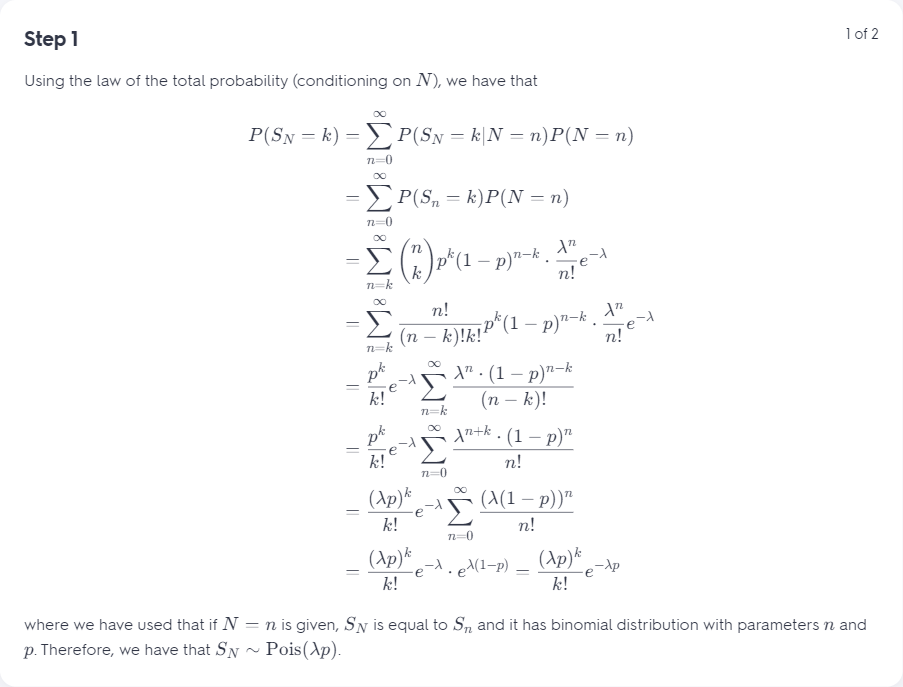 Step 1
1 of 2
Using the law of the total probability (conditioning on $N$), we have that
$P(S_N = k) = \sum_{n=0}^{\infty} P(S_N = k|N = n)P(N = n)$
$= \sum_{n=0}^{\infty} P(S_n = k)P(N = n)$
$= \sum_{n=k}^{\infty} \binom{n}{k} p^k (1 - p)^{n-k} \cdot \frac{\lambda^n}{n!} e^{-\lambda}$
$= \sum_{n=k}^{\infty} \frac{n!}{(n - k)!k!} p^k (1 - p)^{n-k} \cdot \frac{\lambda^n}{n!} e^{-\lambda}$
$= \frac{p^k}{k!} e^{-\lambda} \sum_{n=k}^{\infty} \frac{\lambda^n \cdot (1 - p)^{n-k}}{(n - k)!}$
$= \frac{p^k}{k!} e^{-\lambda} \sum_{n=0}^{\infty} \frac{\lambda^{n+k} \cdot (1 - p)^n}{n!}$
$= \frac{(\lambda p)^k}{k!} e^{-\lambda} \sum_{n=0}^{\infty} \frac{(\lambda(1 - p))^n}{n!}$
$= \frac{(\lambda p)^k}{k!} e^{-\lambda} \cdot e^{\lambda(1-p)} = \frac{(\lambda p)^k}{k!} e^{-\lambda p}$
where we have used that if $N = n$ is given, $S_N$ is equal to $S_n$ and it has binomial distribution with parameters $n$ and
$p$. Therefore, we have that $S_N \sim \text{Pois}(\lambda p)$.